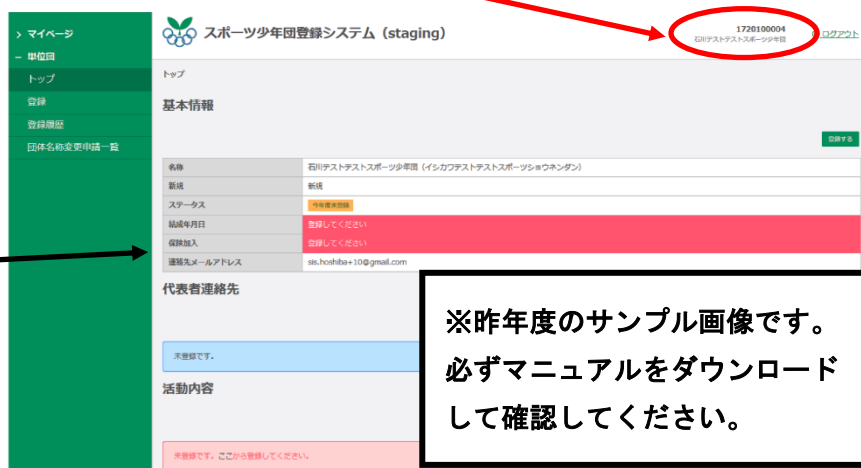 > マイページ
− 単位団
トップ
登録
登録履歴
団体名称変更申請一覧
スポーツ少年団登録システム (staging)
1720100004
石川テストテストスポーツ少年団
ログアウト
トップ
基本情報
登録する
名称 石川テストテストスポーツ少年団 (イシカワテストテストスポーツショウネンダン)
新規 新規
ステータス 今年度未登録
結成年月日 登録してください
保険加入 登録してください
連絡先メールアドレス sis.hoshiba+10@gmail.com
代表者連絡先
未登録です。
活動内容
未登録です。ここから登録してください。
※昨年度のサンプル画像です。
必ずマニュアルをダウンロード
して確認してください。